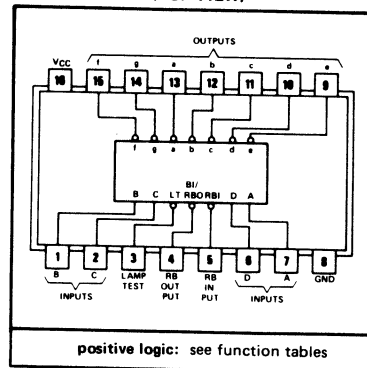 OUTPUTS
VCC f g a b c d e
16 15 14 13 12 11 10 9
f g a b c d e
BI/
B C LT RBO RBI D A
1 2 3 4 5 6 7 8
B C LAMP RB RB D A GND
INPUTS TEST OUT IN INPUTS
PUT PUT
positive logic: see function tables